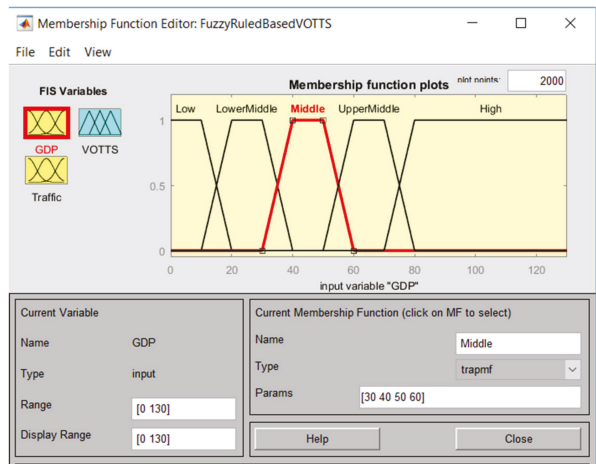 Membership Function Editor: FuzzyRuledBasedVOTTS
File Edit View
FIS Variables
GDP VOTTS
Traffic
Membership function plots plot points: 2000
Low LowerMiddle Middle UpperMiddle High
1
0.5
0
0 20 40 60 80 100 120
input variable "GDP"
Current Variable
Name GDP
Type input
Range [0 130]
Display Range [0 130]
Current Membership Function (click on MF to select)
Name Middle
Type trapmf
Params [30 40 50 60]
Help Close